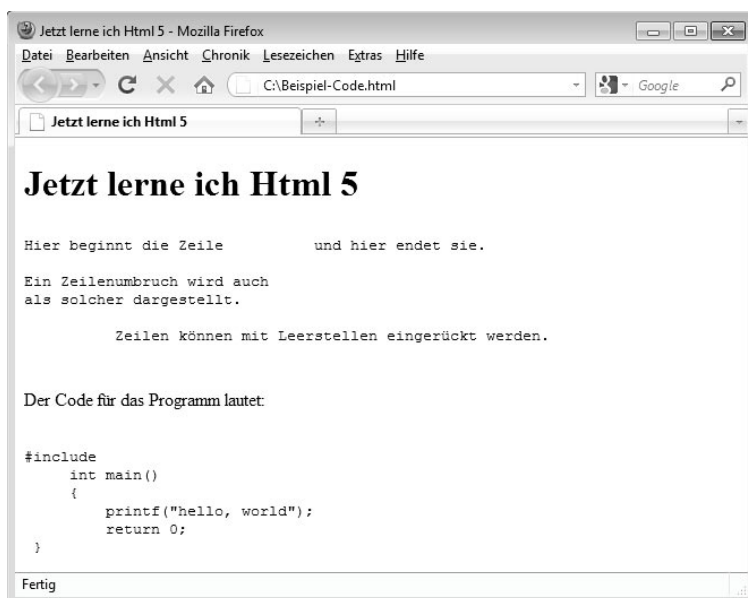 Jetzt lerne ich Html 5 - Mozilla Firefox
Datei Bearbeiten Ansicht Chronik Lesezeichen Extras Hilfe
C:\Beispiel-Code.html Google
Jetzt lerne ich Html 5
Jetzt lerne ich Html 5
Hier beginnt die Zeile          und hier endet sie.
Ein Zeilenumbruch wird auch
als solcher dargestellt.
          Zeilen können mit Leerstellen eingerückt werden.
Der Code für das Programm lautet:
#include
     int main()
     {
         printf("hello, world");
         return 0;
 }
Fertig